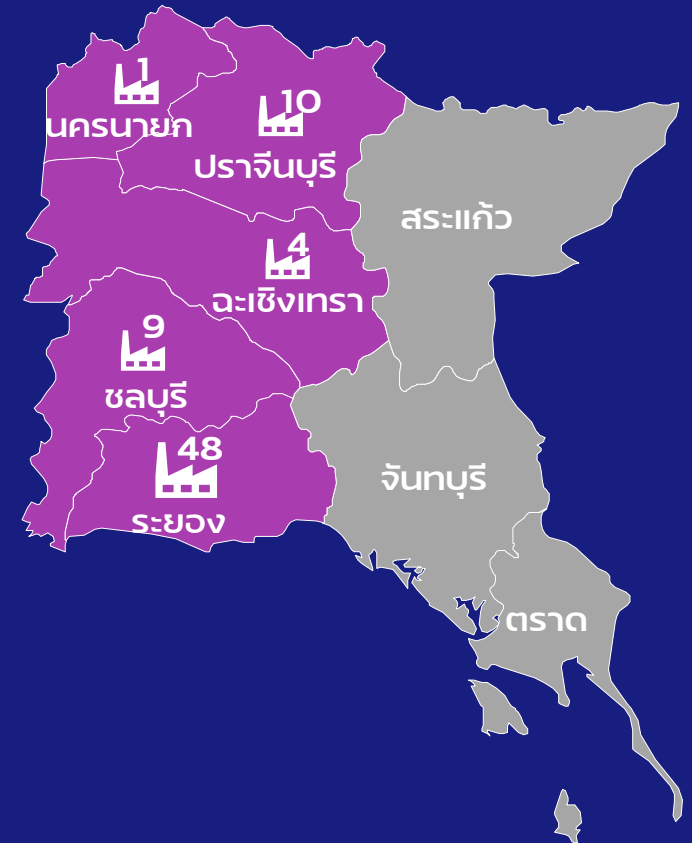 1
นครนายก
10
ปราจีนบุรี
สระแก้ว
4
ฉะเชิงเทรา
9
ชลบุรี
48
ระยอง
จันทบุรี
ตราด